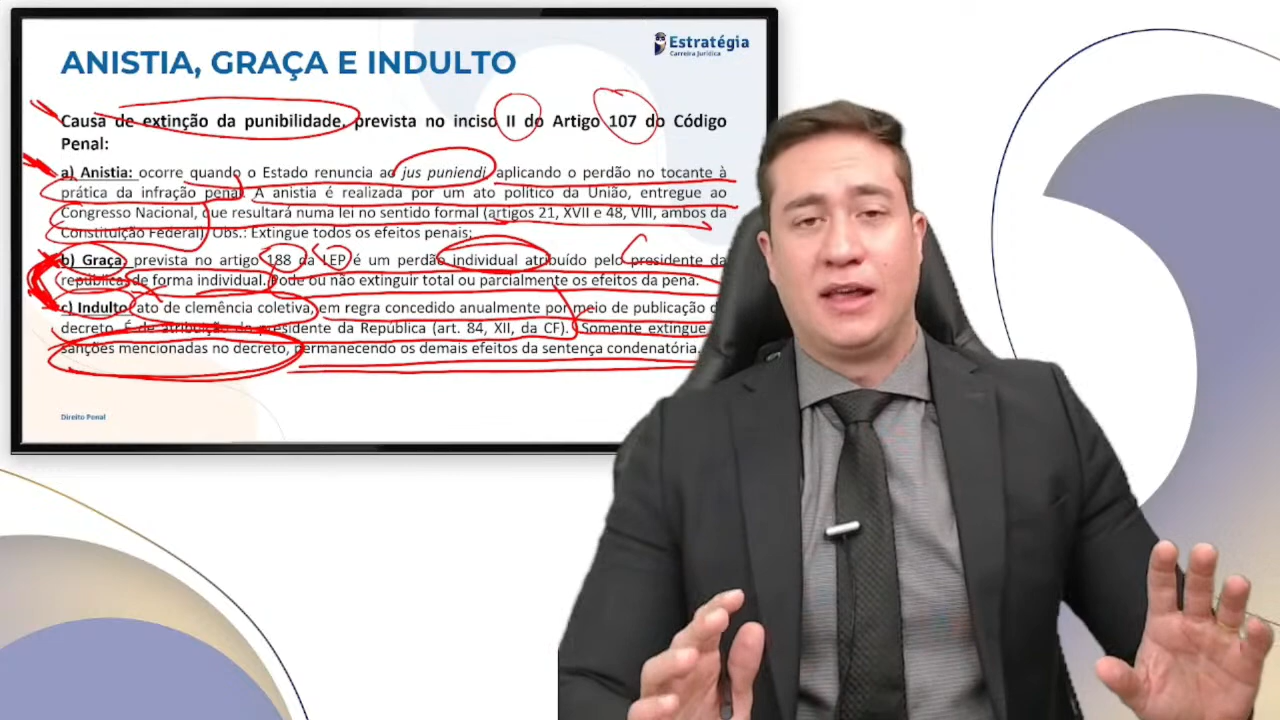 ANISTIA, GRAÇA E INDULTO
Estratégia
Carreira Jurídica
Causa de extinção da punibilidade, prevista no inciso II do Artigo 107 do Código
Penal:
a) Anistia: ocorre quando o Estado renuncia ao jus puniendi aplicando o perdão no tocante à
prática da infração penal. A anistia é realizada por um ato político da União, entregue ao
Congresso Nacional, que resultará numa lei no sentido formal (artigos 21, XVII e 48, VIII, ambos da
Constituição Federal). Obs.: Extingue todos os efeitos penais;
b) Graça, prevista no artigo 188 da LEP é um perdão individual atribuído pelo presidente da
república de forma individual. Pode ou não extinguir total ou parcialmente os efeitos da pena.
c) Indulto: ato de clemência coletiva, em regra concedido anualmente por meio de publicação
decreto. É de atribuição do presidente da República (art. 84, XII, da CF). Somente extingue
sanções mencionadas no decreto, permanecendo os demais efeitos da sentença condenatória.
Direito Penal